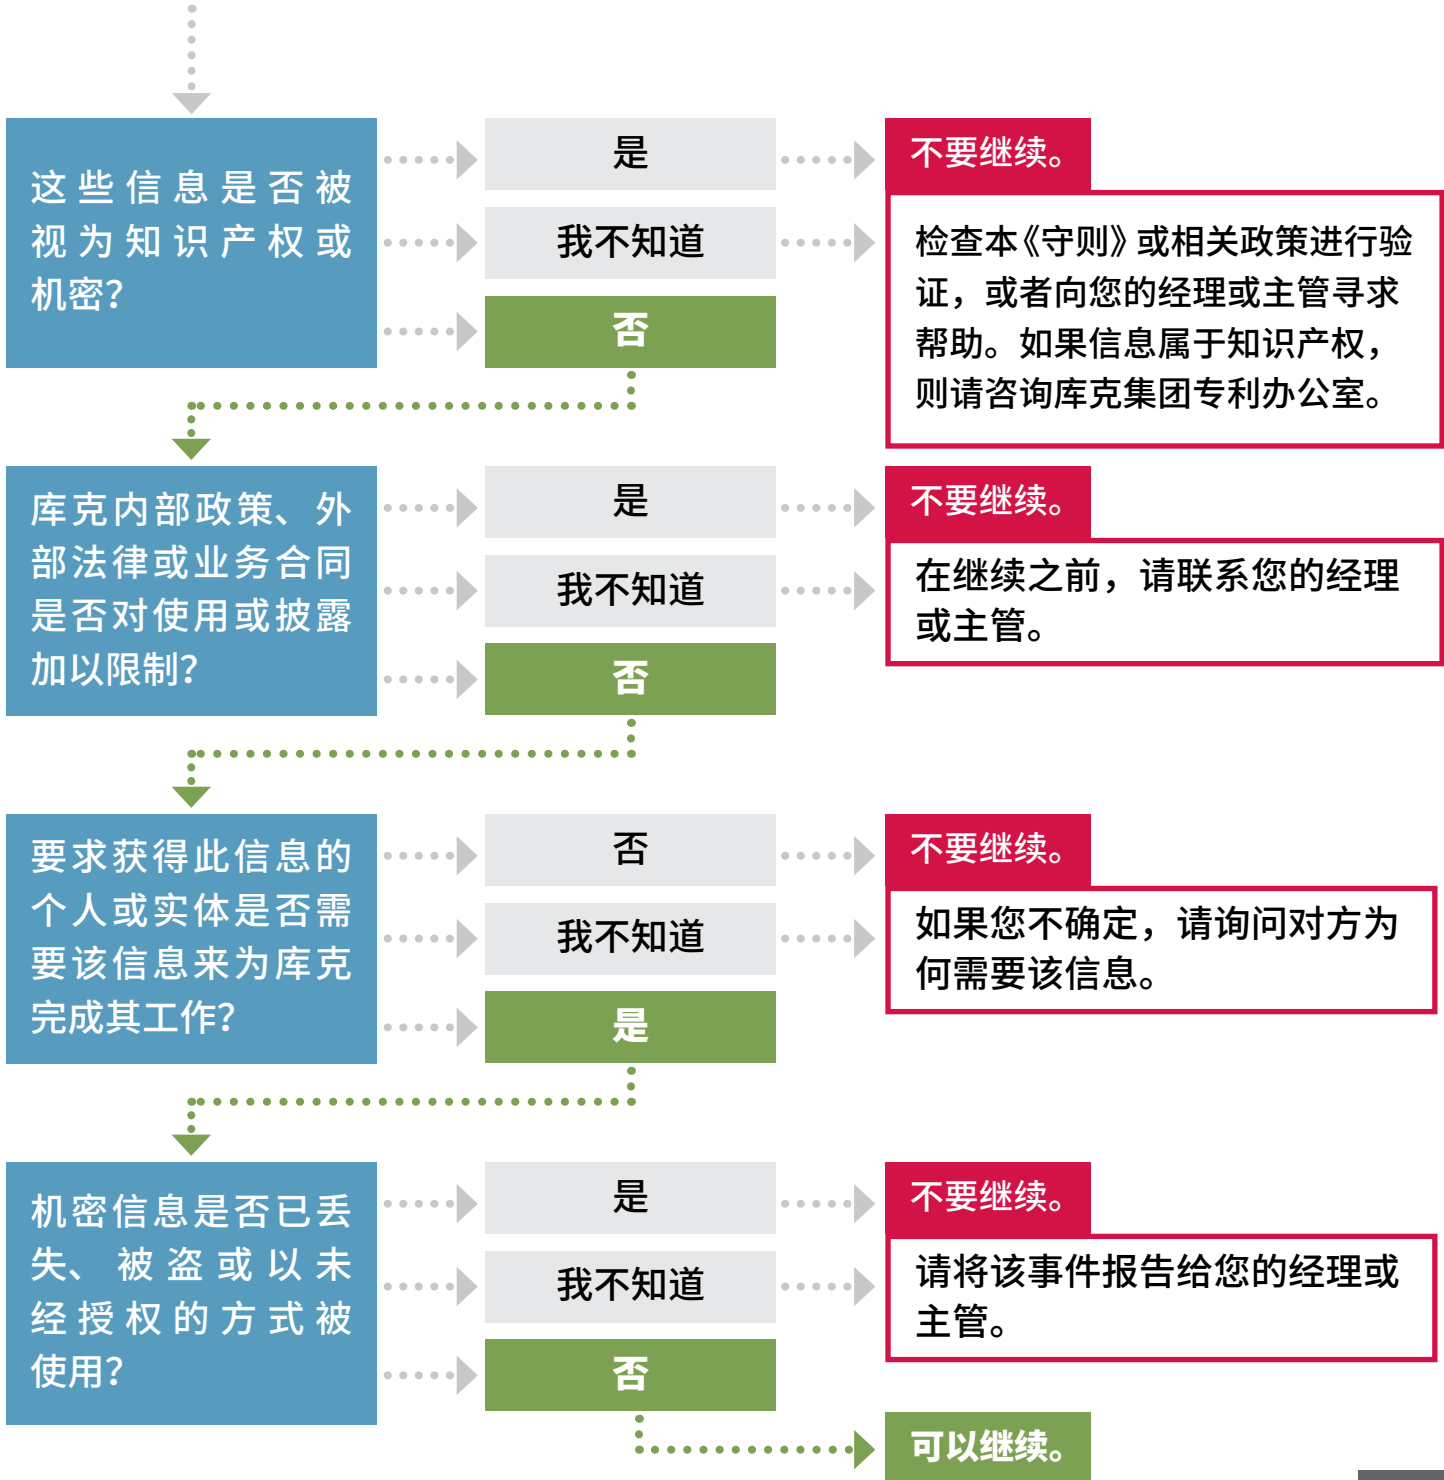 这些信息是否被
视为知识产权或
机密？
是
我不知道
否
不要继续。
检查本《守则》或相关政策进行验
证，或者向您的经理或主管寻求
帮助。如果信息属于知识产权，
则请咨询库克集团专利办公室。
库克内部政策、外
部法律或业务合同
是否对使用或披露
加以限制？
是
我不知道
否
不要继续。
在继续之前，请联系您的经理
或主管。
要求获得此信息的
个人或实体是否需
要该信息来为库克
完成其工作？
否
我不知道
是
不要继续。
如果您不确定，请询问对方为
何需要该信息。
机密信息是否已丢
失、被盗或以未
经授权的方式被
使用？
是
我不知道
否
不要继续。
请将该事件报告给您的经理或
主管。
可以继续。